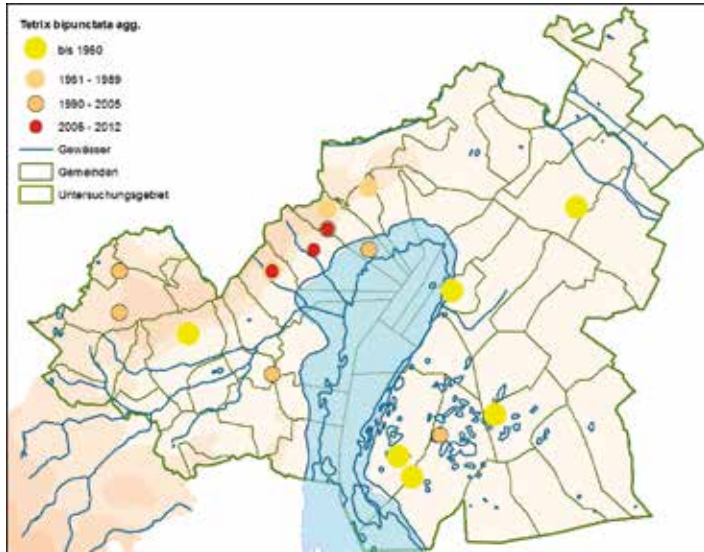 Tetrix bipunctata agg.
bis 1960
1961 - 1989
1990 - 2005
2006 - 2012
Gewässer
Gemeinden
Untersuchungsgebiet